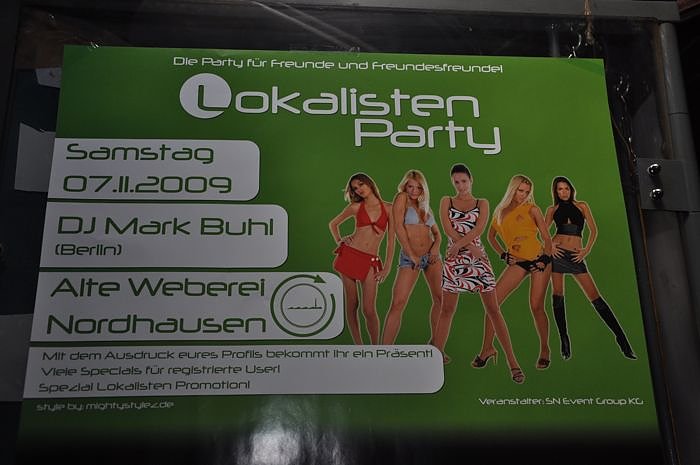 Die Party für Freunde und Freundesfreunde!
Lokalisten
Party
Samstag
07.11.2009
DJ Mark Buhl
(Berlin)
Alte Weberei
Nordhausen
Mit dem Ausdruck eures Profils bekommt Ihr ein Präsent!
Viele Specials für registrierte User!
Spezial Lokalisten Promotion!
style by: mightystylez.de
Veranstalter: SN Event Group KG